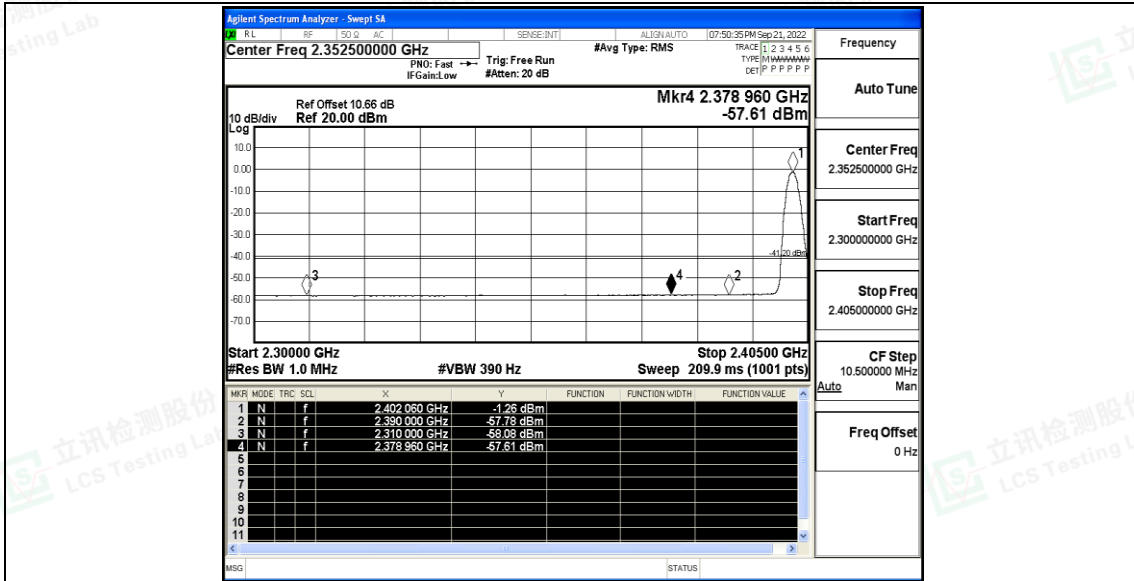 Agilent Spectrum Analyzer - Swept SA
RL RF 50 Ω AC SENSE:INT ALIGN AUTO 07:50:35 PM Sep 21, 2022
Center Freq 2.352500000 GHz
PNO: Fast
IFGain:Low
Trig: Free Run
#Atten: 20 dB
#Avg Type: RMS
TRACE 1 2 3 4 5 6
TYPE M
DET P P P P P P
Mkr4 2.378 960 GHz
-57.61 dBm
Ref Offset 10.66 dB
10 dB/div Ref 20.00 dBm
Log
10.0
0.00
-10.0
-20.0
-30.0
-40.0
-50.0
-60.0
-70.0
1
-41.20 dBm
3
4
2
Start 2.30000 GHz Stop 2.40500 GHz
#Res BW 1.0 MHz #VBW 390 Hz Sweep 209.9 ms (1001 pts)
MKR MODE TRC SCL X Y FUNCTION FUNCTION WIDTH FUNCTION VALUE
1 N f 2.402 060 GHz -1.26 dBm
2 N f 2.390 000 GHz -57.78 dBm
3 N f 2.310 000 GHz -58.08 dBm
4 N f 2.378 960 GHz -57.61 dBm
5
6
7
8
9
10
11
MSG STATUS
Frequency
Auto Tune
Center Freq
2.352500000 GHz
Start Freq
2.300000000 GHz
Stop Freq
2.405000000 GHz
CF Step
10.500000 MHz
Auto Man
Freq Offset
0 Hz
立讯检测股份
LCS Testing Lab
立讯检测股份
LCS Testing L
sting Lab